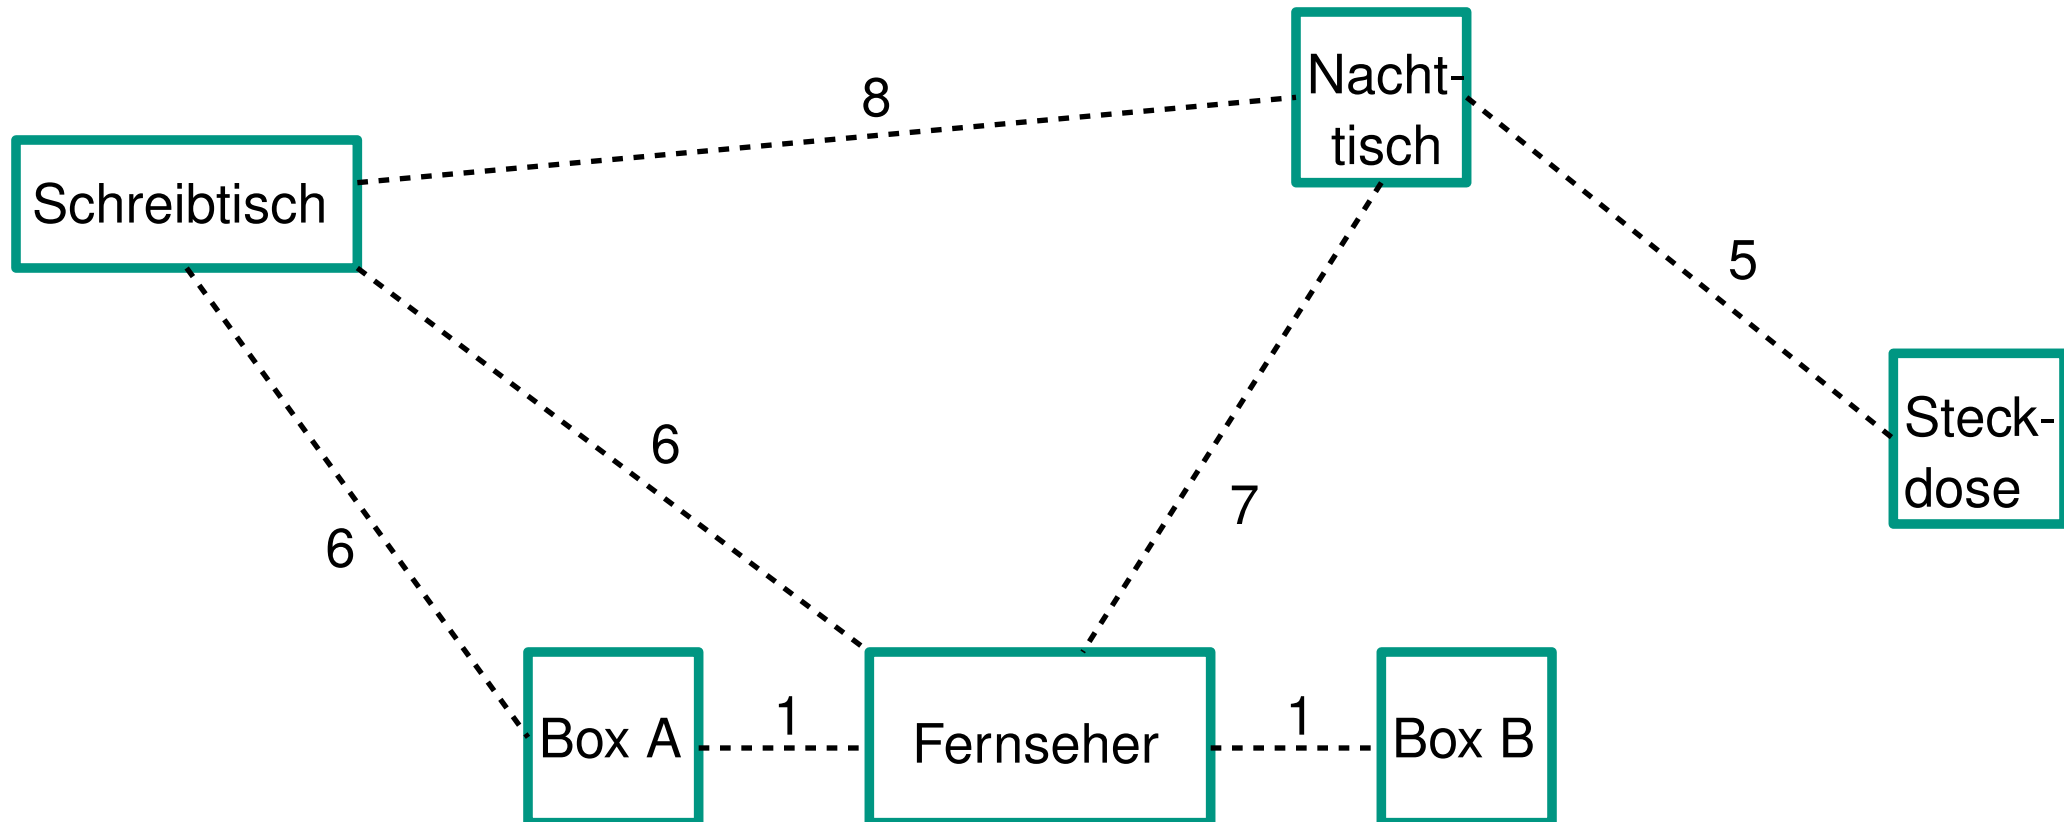 Nacht-
tisch
8
Schreibtisch
5
Steck-
dose
6
7
6
1
1
Box A
Fernseher
Box B